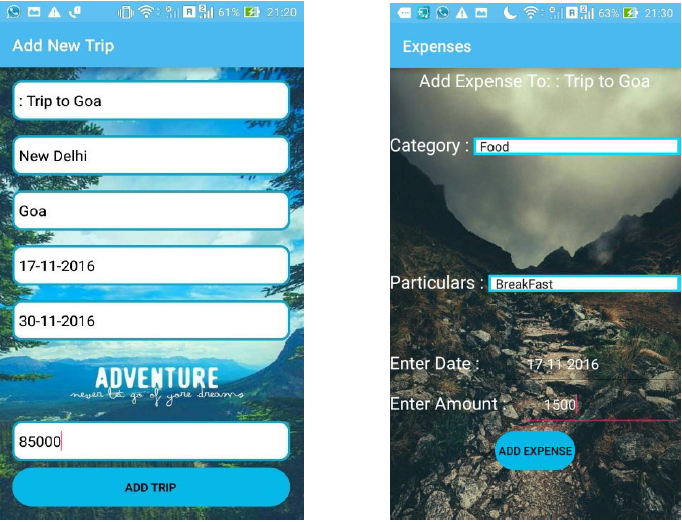 61% 21:20
Add New Trip
: Trip to Goa
New Delhi
Goa
17-11-2016
30-11-2016
ADVENTURE
never let go of yore dreams
85000
ADD TRIP
63% 21:30
Expenses
Add Expense To: : Trip to Goa
Category : Food
Particulars : BreakFast
Enter Date : 17-11-2016
Enter Amount : 1500
ADD EXPENSE